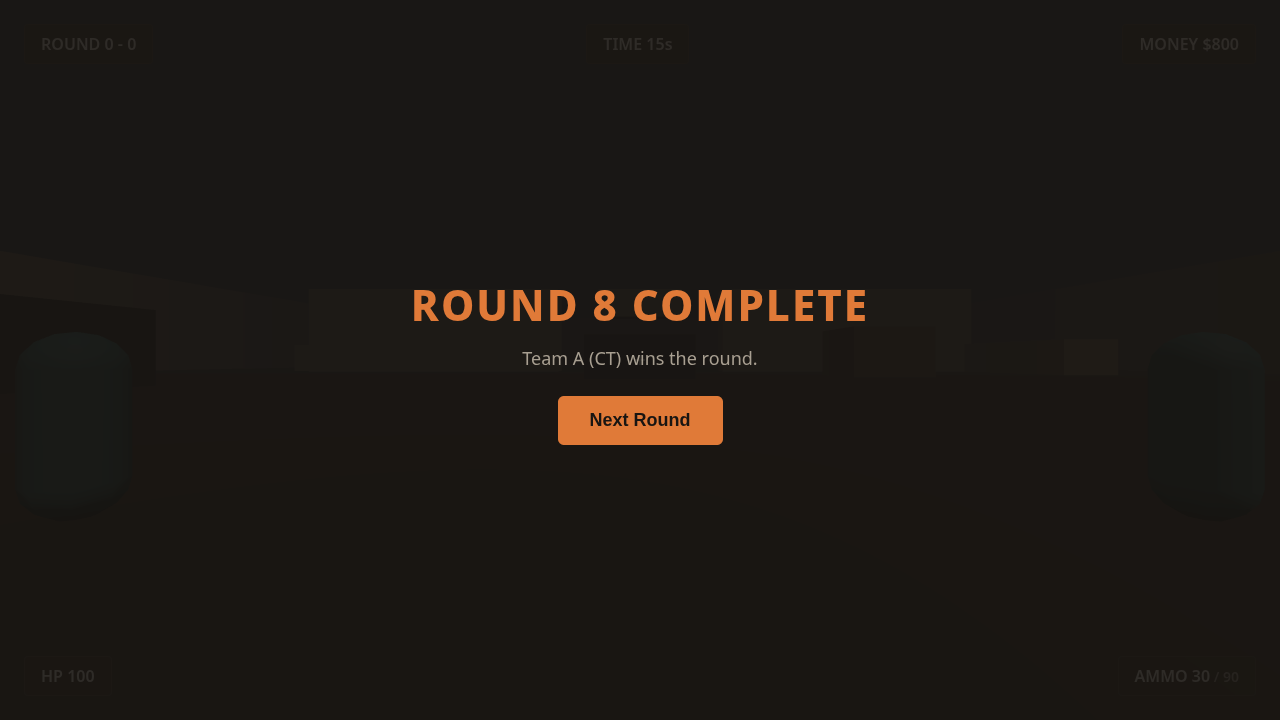 ROUND 0 - 0
TIME 15s
MONEY $800
ROUND 8 COMPLETE
Team A (CT) wins the round.
Next Round
HP 100
AMMO 30 / 90